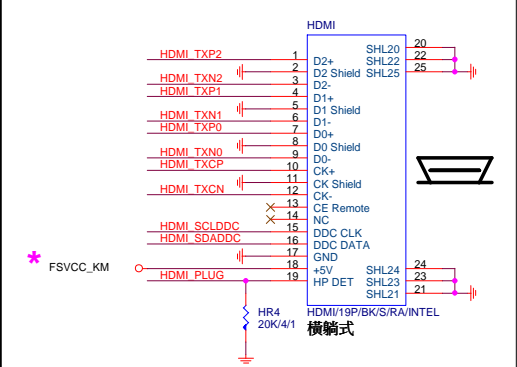 HDMI
HDMI_TXP2 1 D2+ SHL20 20
2 D2 Shield SHL22 22
HDMI_TXN2 3 D2- SHL25 25
HDMI_TXP1 4 D1+
5 D1 Shield
HDMI_TXN1 6 D1-
HDMI_TXP0 7 D0+
8 D0 Shield
HDMI_TXN0 9 D0-
HDMI_TXCP 10 CK+
11 CK Shield
HDMI_TXCN 12 CK-
13 CE Remote
14 NC
HDMI_SCLDDC 15 DDC CLK
HDMI_SDADDC 16 DDC DATA
17 GND
* FSVCC_KM 18 +5V SHL24 24
HDMI_PLUG 19 HP DET SHL23 23
SHL21 21
HR4 HDMI/19P/BK/S/RA/INTEL
20K/4/1 橫躺式